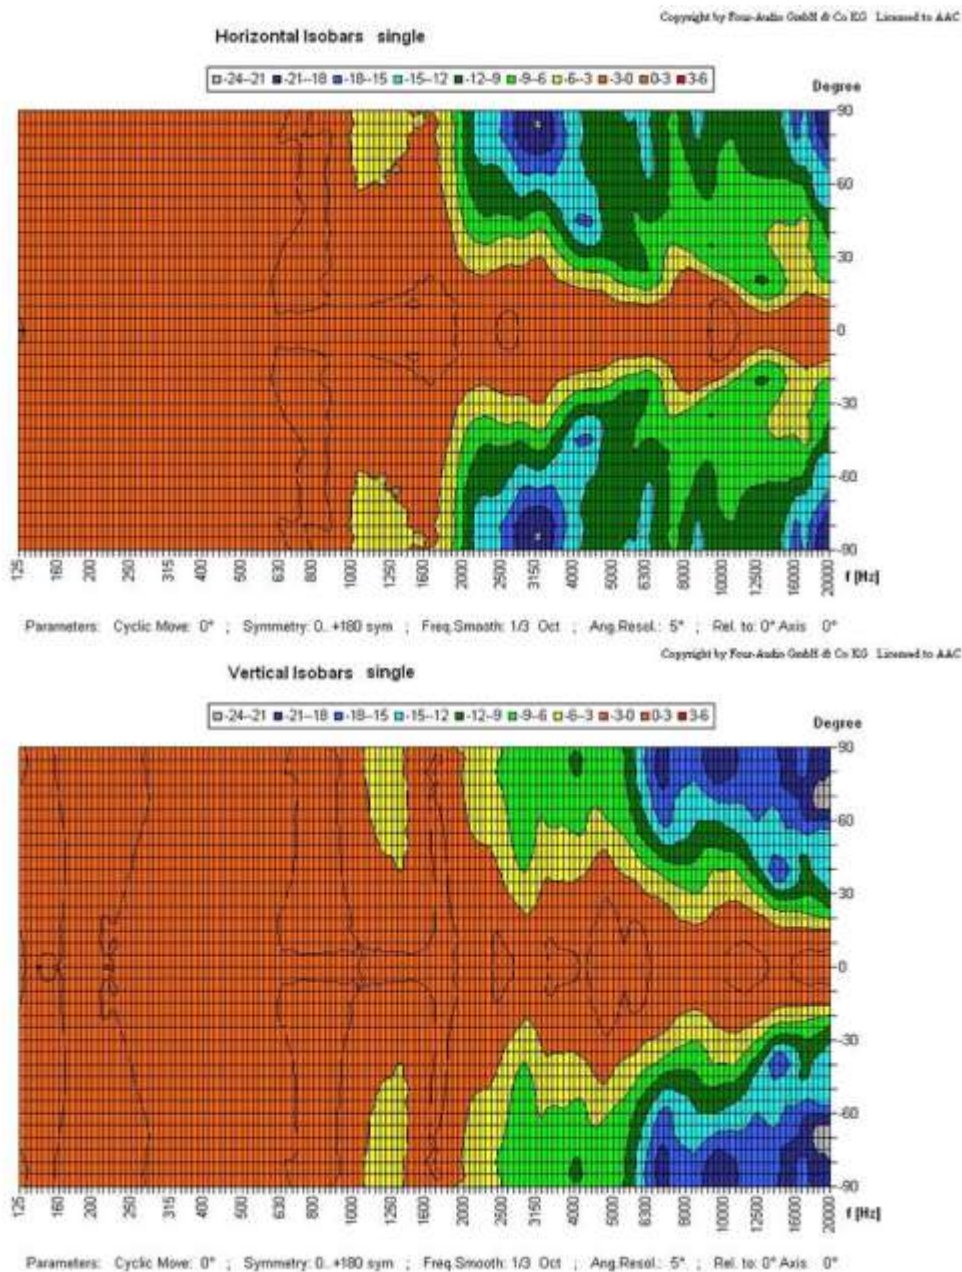 Copyright by Four-Audio GmbH & Co KG Licensed to AAC
Horizontal Isobars single
-24--21 -21--18 -18--15 -15--12 -12--9 -9--6 -6--3 -3-0 0-3 3-6
Degree
90
60
30
0
-30
-60
-90
125 160 200 250 315 400 500 630 800 1000 1250 1600 2000 2500 3150 4000 5000 6300 8000 10000 12500 16000 20000 f [Hz]
Parameters: Cyclic Move: 0° ; Symmetry: 0.. +180 sym ; Freq.Smooth: 1/3 Oct ; Ang.Resol.: 5° ; Rel. to: 0° Axis 0°
Copyright by Four-Audio GmbH & Co KG Licensed to AAC
Vertical Isobars single
-24--21 -21--18 -18--15 -15--12 -12--9 -9--6 -6--3 -3-0 0-3 3-6
Degree
90
60
30
0
-30
-60
-90
125 160 200 250 315 400 500 630 800 1000 1250 1600 2000 2500 3150 4000 5000 6300 8000 10000 12500 16000 20000 f [Hz]
Parameters: Cyclic Move: 0° ; Symmetry: 0.. +180 sym ; Freq.Smooth: 1/3 Oct ; Ang.Resol.: 5° ; Rel. to: 0° Axis 0°